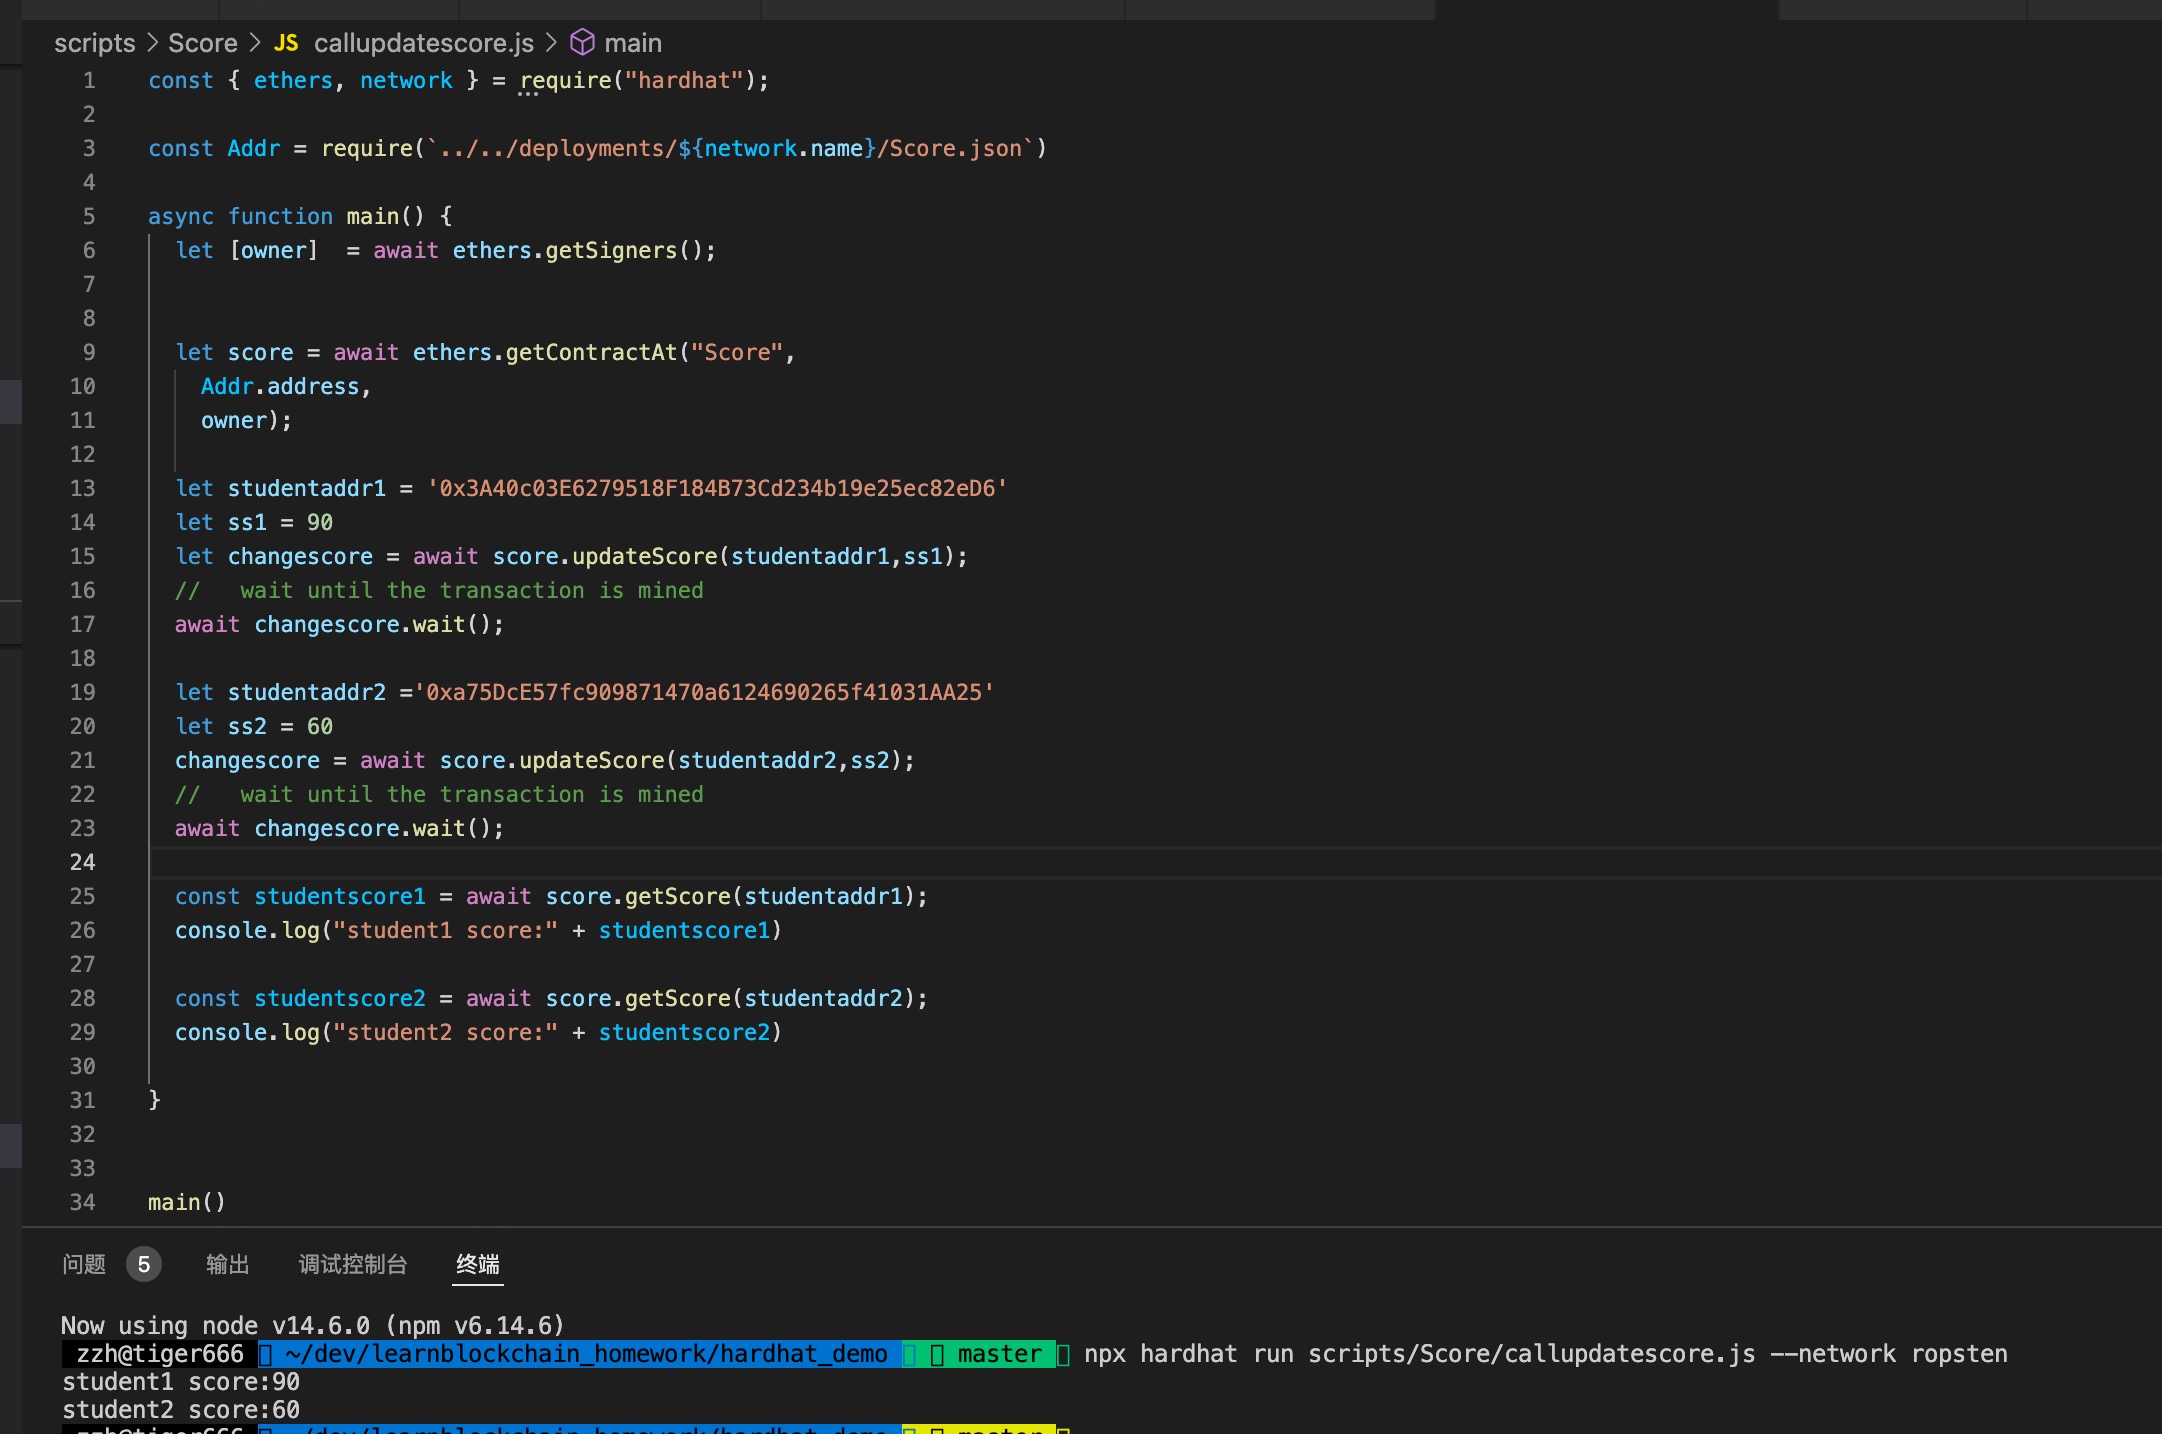 scripts > Score > JS callupdatescore.js > main
1 const { ethers, network } = require("hardhat");
2
3 const Addr = require(`../../deployments/${network.name}/Score.json`)
4
5 async function main() {
6 let [owner]  = await ethers.getSigners();
7
8
9 let score = await ethers.getContractAt("Score",
10 Addr.address,
11 owner);
12
13 let studentaddr1 = '0x3A40c03E6279518F184B73Cd234b19e25ec82eD6'
14 let ss1 = 90
15 let changescore = await score.updateScore(studentaddr1,ss1);
16 //   wait until the transaction is mined
17 await changescore.wait();
18
19 let studentaddr2 ='0xa75DcE57fc909871470a6124690265f41031AA25'
20 let ss2 = 60
21 changescore = await score.updateScore(studentaddr2,ss2);
22 //   wait until the transaction is mined
23 await changescore.wait();
24
25 const studentscore1 = await score.getScore(studentaddr1);
26 console.log("student1 score:" + studentscore1)
27
28 const studentscore2 = await score.getScore(studentaddr2);
29 console.log("student2 score:" + studentscore2)
30
31 }
32
33
34 main()
问题 5 输出 调试控制台 终端
Now using node v14.6.0 (npm v6.14.6)
zzh@tiger666 ~/dev/learnblockchain_homework/hardhat_demo master npx hardhat run scripts/Score/callupdatescore.js --network ropsten
student1 score:90
student2 score:60
zzh@tiger666 ~/dev/learnblockchain_homework/hardhat_demo master